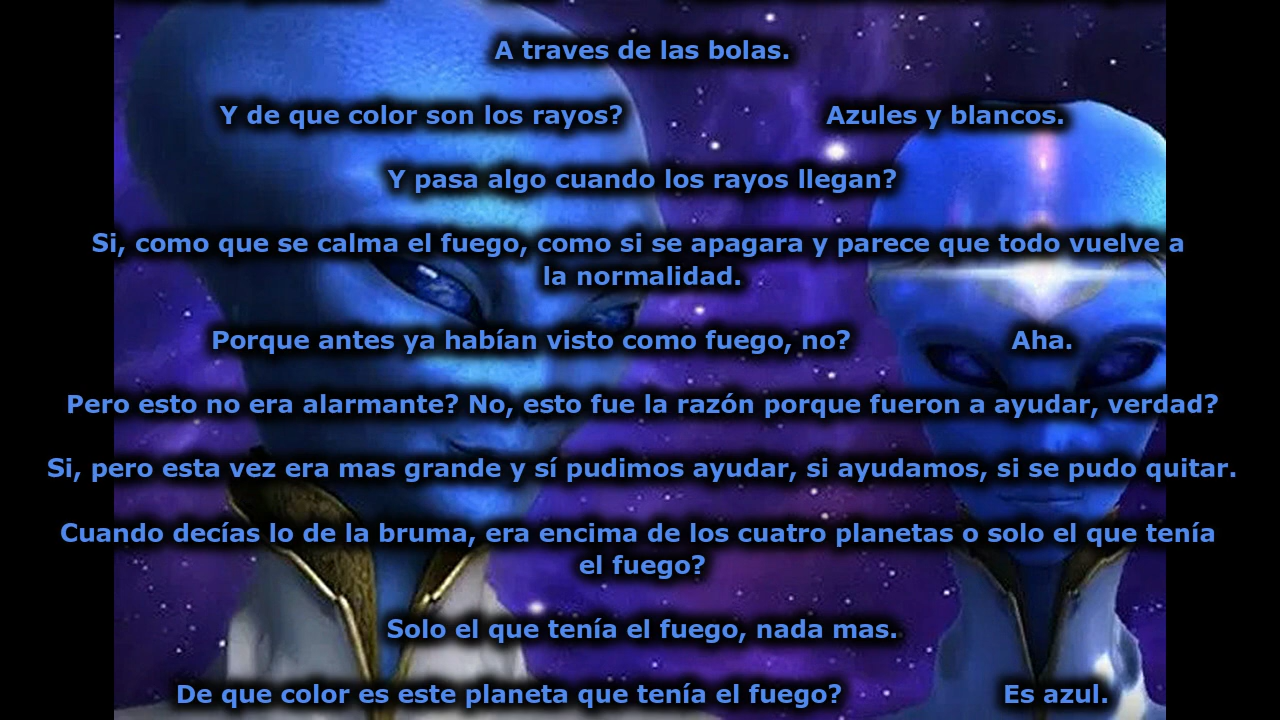 A traves de las bolas.
Y de que color son los rayos? Azules y blancos.
Y pasa algo cuando los rayos llegan?
Si, como que se calma el fuego, como si se apagara y parece que todo vuelve a
la normalidad.
Porque antes ya habían visto como fuego, no? Aha.
Pero esto no era alarmante? No, esto fue la razón porque fueron a ayudar, verdad?
Si, pero esta vez era mas grande y sí pudimos ayudar, si ayudamos, si se pudo quitar.
Cuando decías lo de la bruma, era encima de los cuatro planetas o solo el que tenía
el fuego?
Solo el que tenía el fuego, nada mas.
De que color es este planeta que tenía el fuego? Es azul.